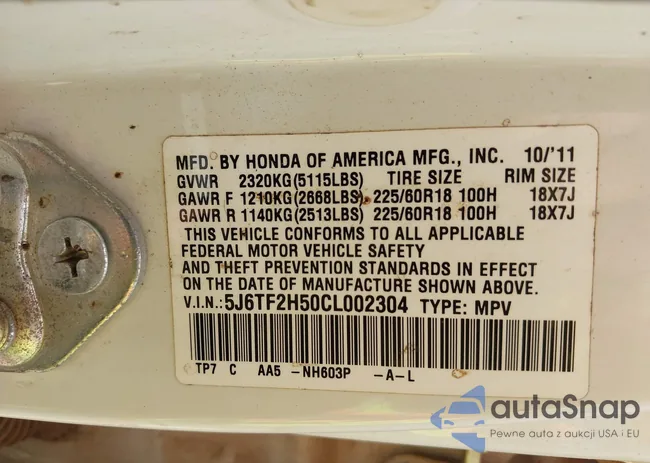 MFD. BY HONDA OF AMERICA MFG., INC. 10/'11
GVWR 2320KG(5115LBS) TIRE SIZE RIM SIZE
GAWR F 1210KG(2668LBS) 225/60R18 100H 18X7J
GAWR R 1140KG(2513LBS) 225/60R18 100H 18X7J
THIS VEHICLE CONFORMS TO ALL APPLICABLE
FEDERAL MOTOR VEHICLE SAFETY
AND THEFT PREVENTION STANDARDS IN EFFECT
ON THE DATE OF MANUFACTURE SHOWN ABOVE.
V.I.N.: 5J6TF2H50CL002304 TYPE: MPV
TP7 C AA5 -NH603P -A-L
autaSnap
Pewne auta z aukcji USA i EU